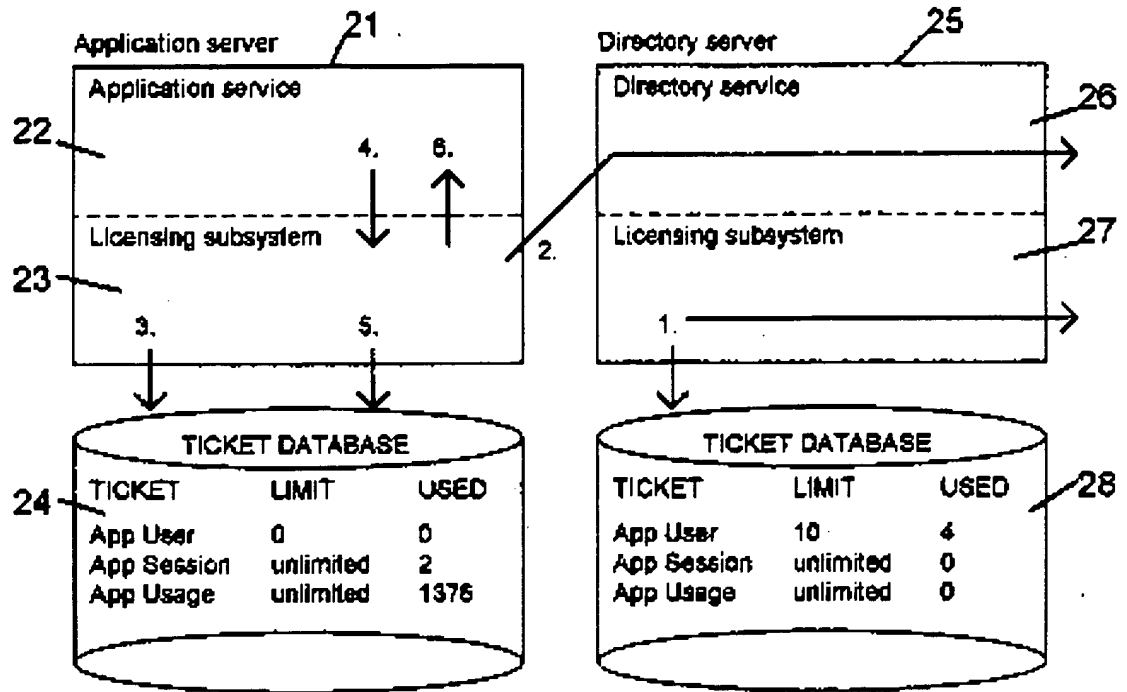 Application server
21
Application service
22
4.
6.
Licensing subsystem
23
2.
3.
5.
TICKET DATABASE
24
TICKET LIMIT USED
App User 0 0
App Session unlimited 2
App Usage unlimited 1376
Directory server
25
Directory service
26
Licensing subsystem
27
1.
TICKET DATABASE
TICKET LIMIT USED
28
App User 10 4
App Session unlimited 0
App Usage unlimited 0